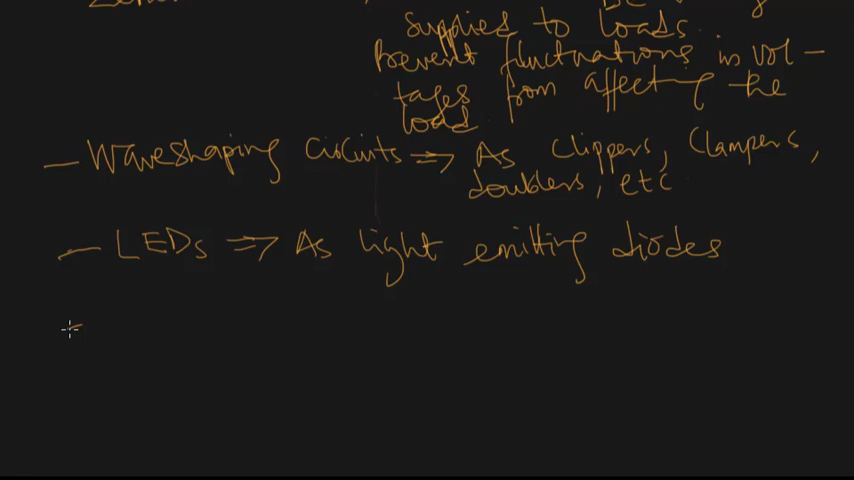 supplied to loads.
Prevent fluctuations in vol-
tages from affecting the
load
- Waveshaping Circuits => As Clippers, Clampers,
doublers, etc
- LEDs => As light emitting diodes
-